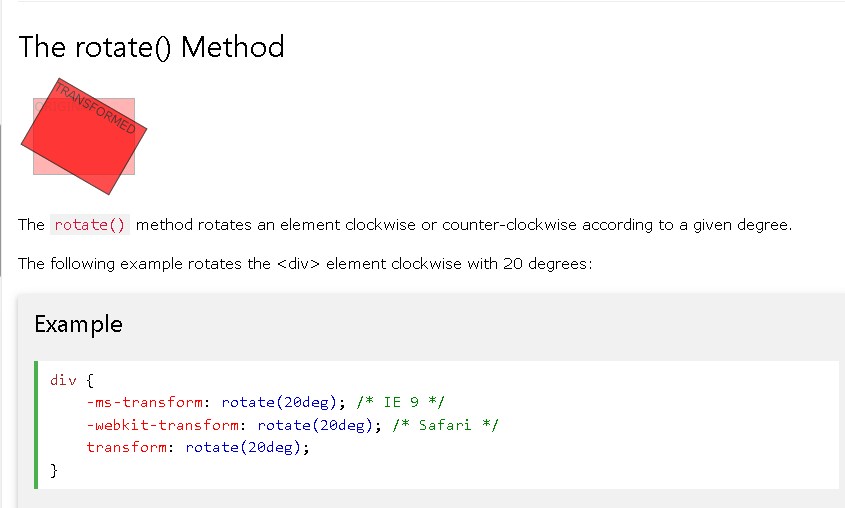 The rotate() Method
TRANSFORMED
The rotate() method rotates an element clockwise or counter-clockwise according to a given degree.
The following example rotates the <div> element clockwise with 20 degrees:
Example
div {
    -ms-transform: rotate(20deg); /* IE 9 */
    -webkit-transform: rotate(20deg); /* Safari */
    transform: rotate(20deg);
}